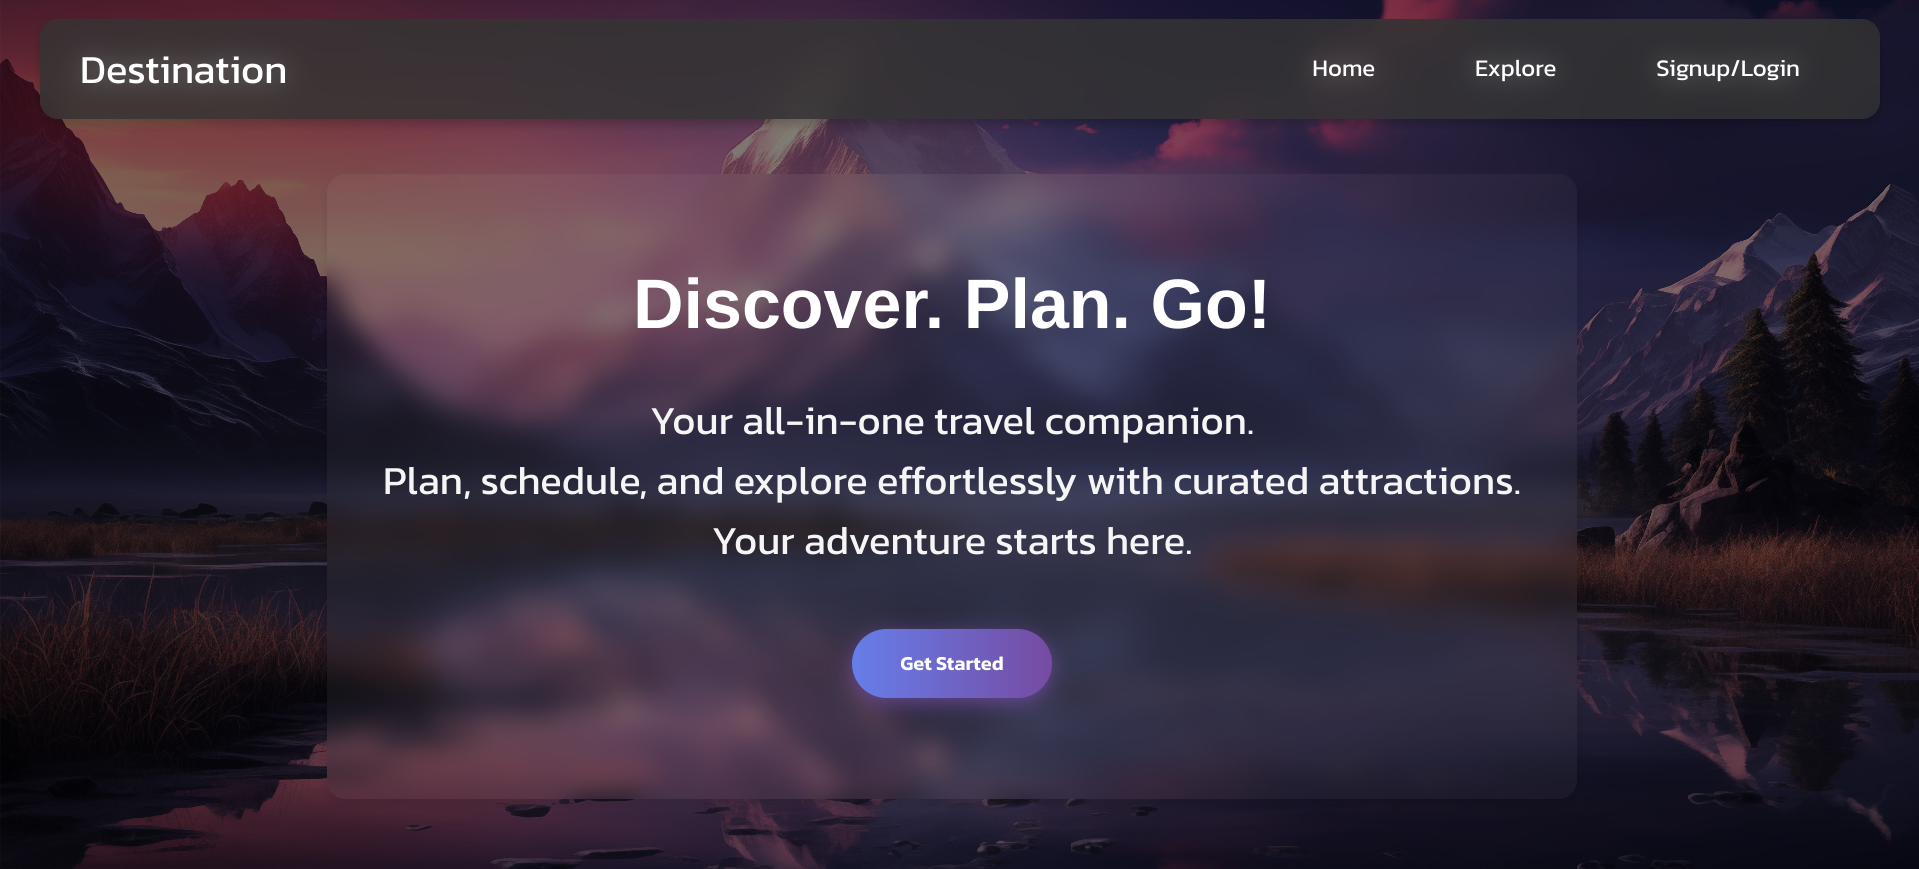 Destination
Home
Explore
Signup/Login
Discover. Plan. Go!
Your all-in-one travel companion.
Plan, schedule, and explore effortlessly with curated attractions.
Your adventure starts here.
Get Started